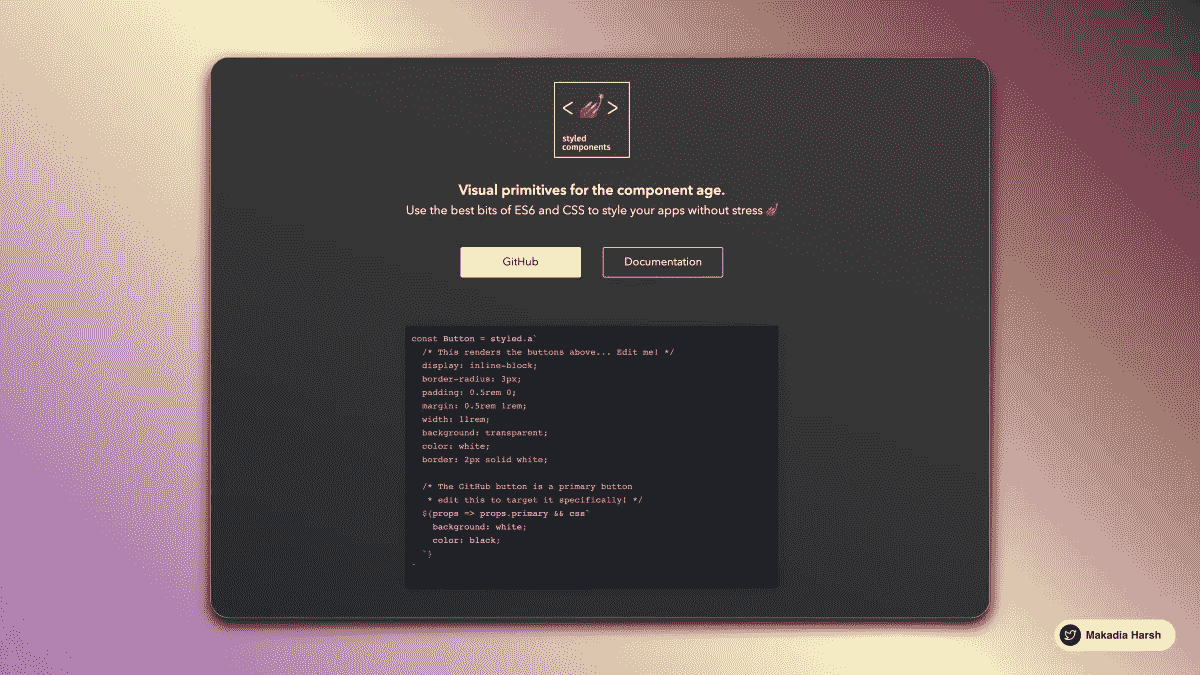 < >
styled
components
Visual primitives for the component age.
Use the best bits of ES6 and CSS to style your apps without stress 💅
GitHub
Documentation
const Button = styled.a`
  /* This renders the buttons above... Edit me! */
  display: inline-block;
  border-radius: 3px;
  padding: 0.5rem 0;
  margin: 0.5rem 1rem;
  width: 11rem;
  background: transparent;
  color: white;
  border: 2px solid white;
  /* The GitHub button is a primary button
   * edit this to target it specifically! */
  ${props => props.primary && css`
    background: white;
    color: black;
  `}
`
Makadia Harsh